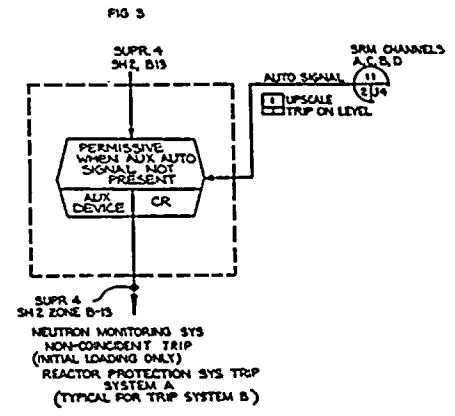 FIG 3
SUPR. 4
SH 2, B13
SRM CHANNELS
A, C, B, D
AUTO SIGNAL
11
2 J4
1 UPSCALE
TRIP ON LEVEL
PERMISSIVE
WHEN AUX AUTO
SIGNAL NOT
PRESENT
AUX
DEVICE
CR
SUPR 4
SH 2 ZONE B-13
NEUTRON MONITORING SYS
NON-COINCIDENT TRIP
(INITIAL LOADING ONLY)
REACTOR PROTECTION SYS TRIP
SYSTEM A
(TYPICAL FOR TRIP SYSTEM B)